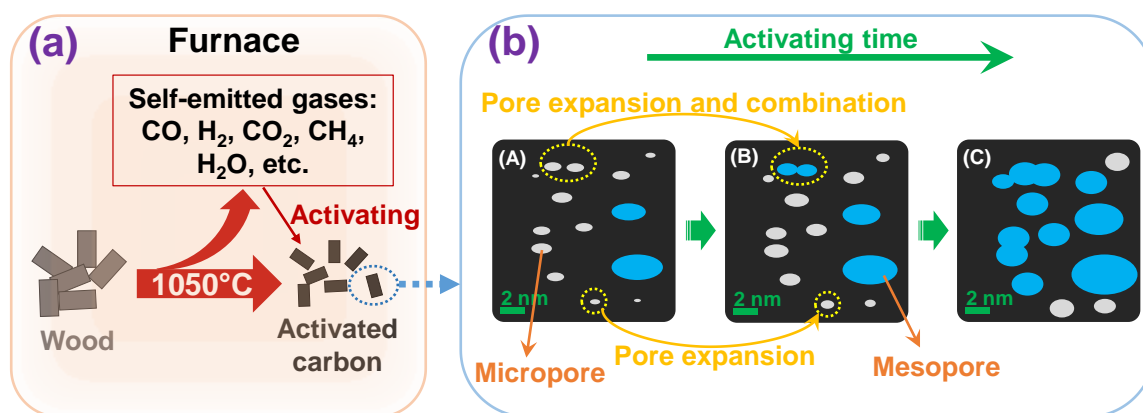 (a)
Furnace
Self-emitted gases:
CO, H₂, CO₂, CH₄,
H₂O, etc.
Activating
1050°C
Wood
Activated
carbon
(b)
Activating time
Pore expansion and combination
(A)
(B)
(C)
2 nm
2 nm
2 nm
Pore expansion
Micropore
Mesopore